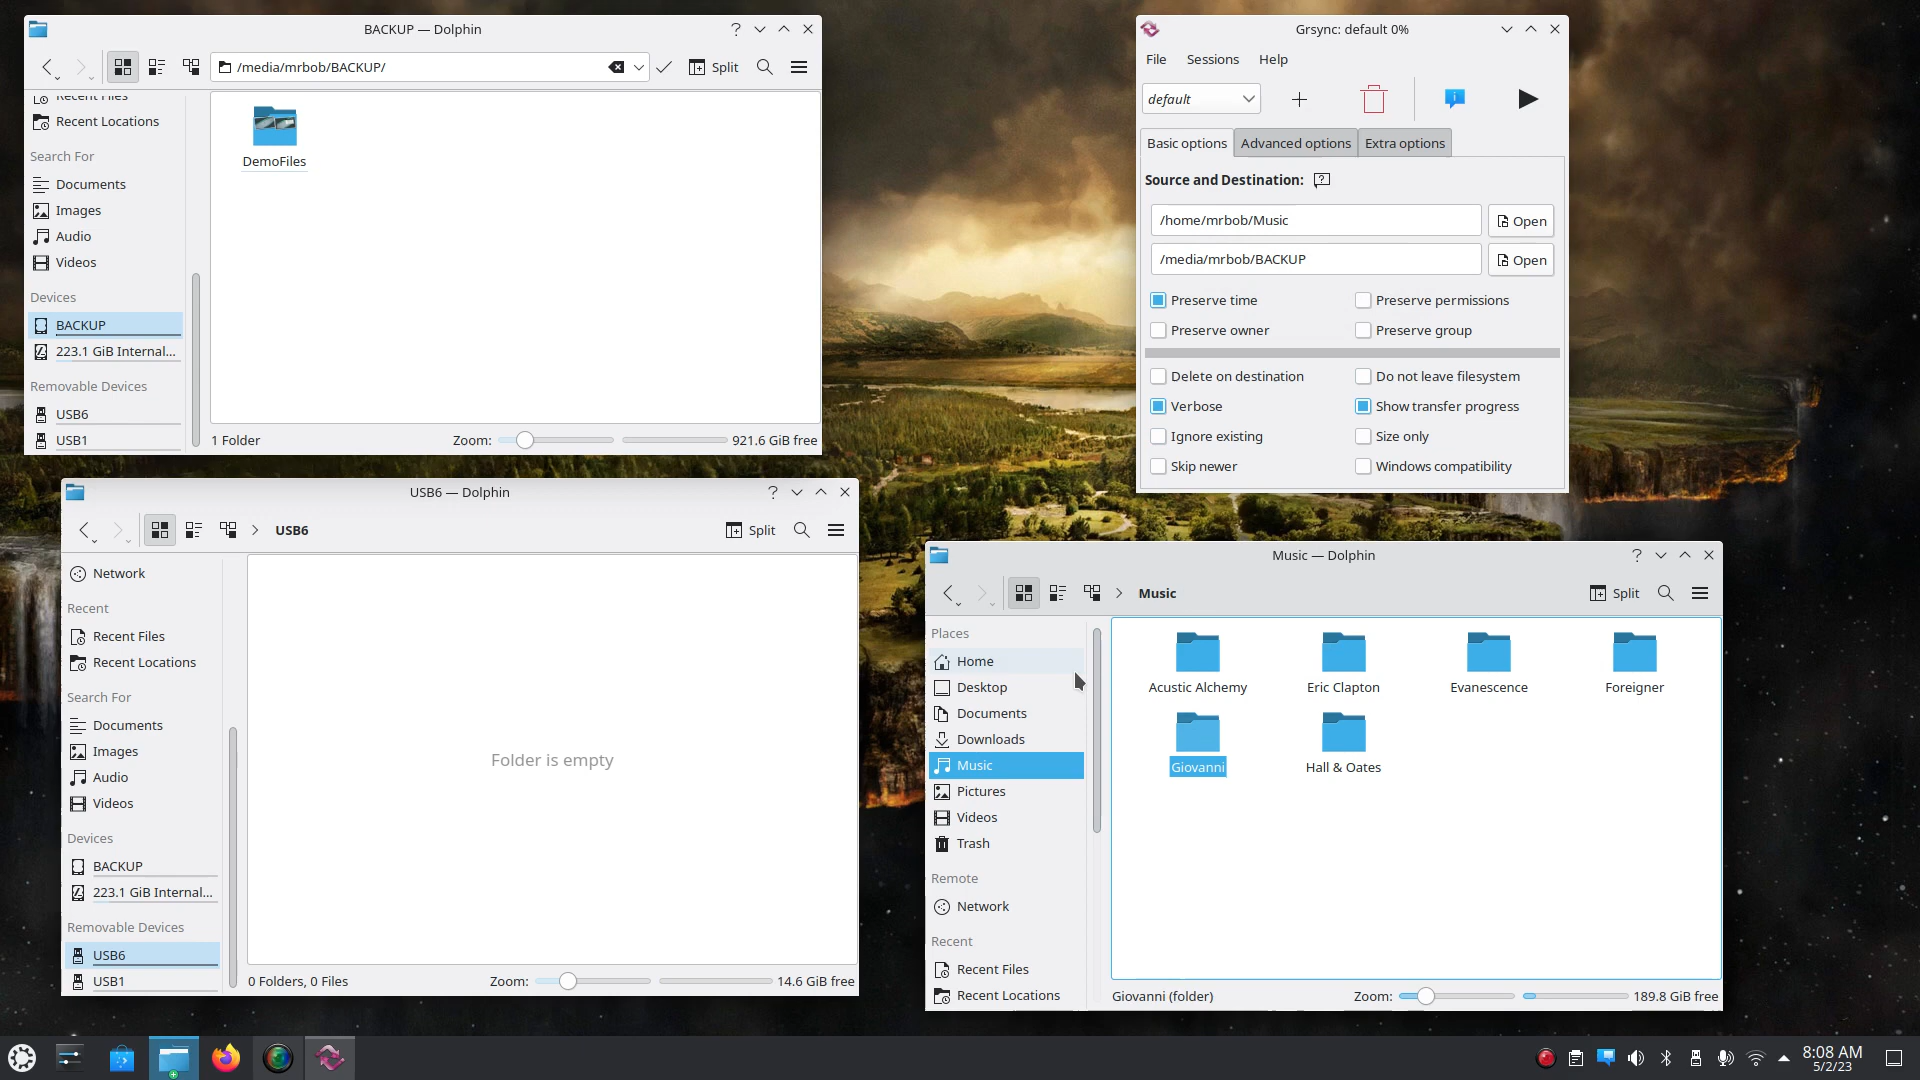 BACKUP — Dolphin
/media/mrbob/BACKUP/
Split
Recent Files
Recent Locations
Search For
Documents
Images
Audio
Videos
Devices
BACKUP
223.1 GiB Internal...
Removable Devices
USB6
USB1
DemoFiles
1 Folder
Zoom:
921.6 GiB free
Grsync: default 0%
File Sessions Help
default
Basic options Advanced options Extra options
Source and Destination:
/home/mrbob/Music Open
/media/mrbob/BACKUP Open
Preserve time Preserve permissions
Preserve owner Preserve group
Delete on destination Do not leave filesystem
Verbose Show transfer progress
Ignore existing Size only
Skip newer Windows compatibility
USB6 — Dolphin
USB6
Split
Network
Recent
Recent Files
Recent Locations
Search For
Documents
Images
Audio
Videos
Devices
BACKUP
223.1 GiB Internal...
Removable Devices
USB6
USB1
Folder is empty
0 Folders, 0 Files
Zoom:
14.6 GiB free
Music — Dolphin
Music
Split
Places
Home
Desktop
Documents
Downloads
Music
Pictures
Videos
Trash
Remote
Network
Recent
Recent Files
Recent Locations
Acustic Alchemy Eric Clapton Evanescence Foreigner
Giovanni Hall & Oates
Giovanni (folder)
Zoom:
189.8 GiB free
8:08 AM
5/2/23